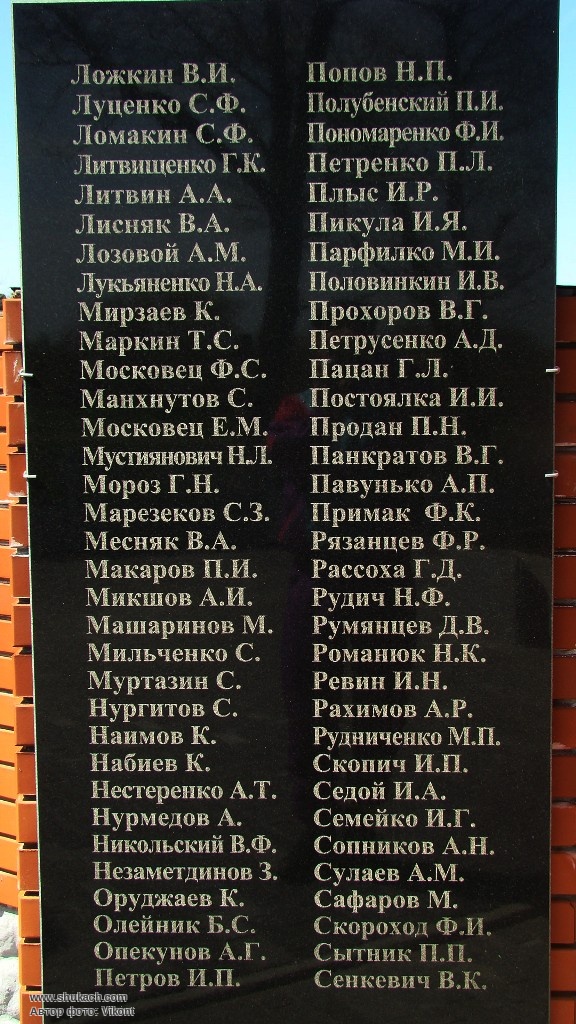 Ложкин В.И.
Луценко С.Ф.
Ломакин С.Ф.
Литвищенко Г.К.
Литвин А.А.
Лисняк В.А.
Лозовой А.М.
Лукьяненко Н.А.
Мирзаев К.
Маркин Т.С.
Московец Ф.С.
Манхнутов С.
Московец Е.М.
Мустиянович Н.Л.
Мороз Г.Н.
Марезеков С.З.
Месняк В.А.
Макаров П.И.
Микшов А.И.
Машаринов М.
Мильченко С.
Муртазин С.
Нургитов С.
Наимов К.
Набиев К.
Нестеренко А.Т.
Нурмедов А.
Никольский В.Ф.
Незаметдинов З.
Оруджаев К.
Олейник Б.С.
Опекунов А.Г.
Петров И.П.
Попов Н.П.
Полубенский П.И.
Пономаренко Ф.И.
Петренко П.Л.
Плыс И.Р.
Пикула И.Я.
Парфилко М.И.
Половинкин И.В.
Прохоров В.Г.
Петрусенко А.Д.
Пацан Г.Л.
Постоялка И.И.
Продан П.Н.
Панкратов В.Г.
Павунько А.П.
Примак Ф.К.
Рязанцев Ф.Р.
Рассоха Г.Д.
Рудич Н.Ф.
Румянцев Д.В.
Романюк Н.К.
Ревин И.Н.
Рахимов А.Р.
Рудниченко М.П.
Скопич И.П.
Седой И.А.
Семейко И.Г.
Сопников А.Н.
Сулаев А.М.
Сафаров М.
Скороход Ф.И.
Сытник П.П.
Сенкевич В.К.
www.shukach.com
Автор фото: Vikont